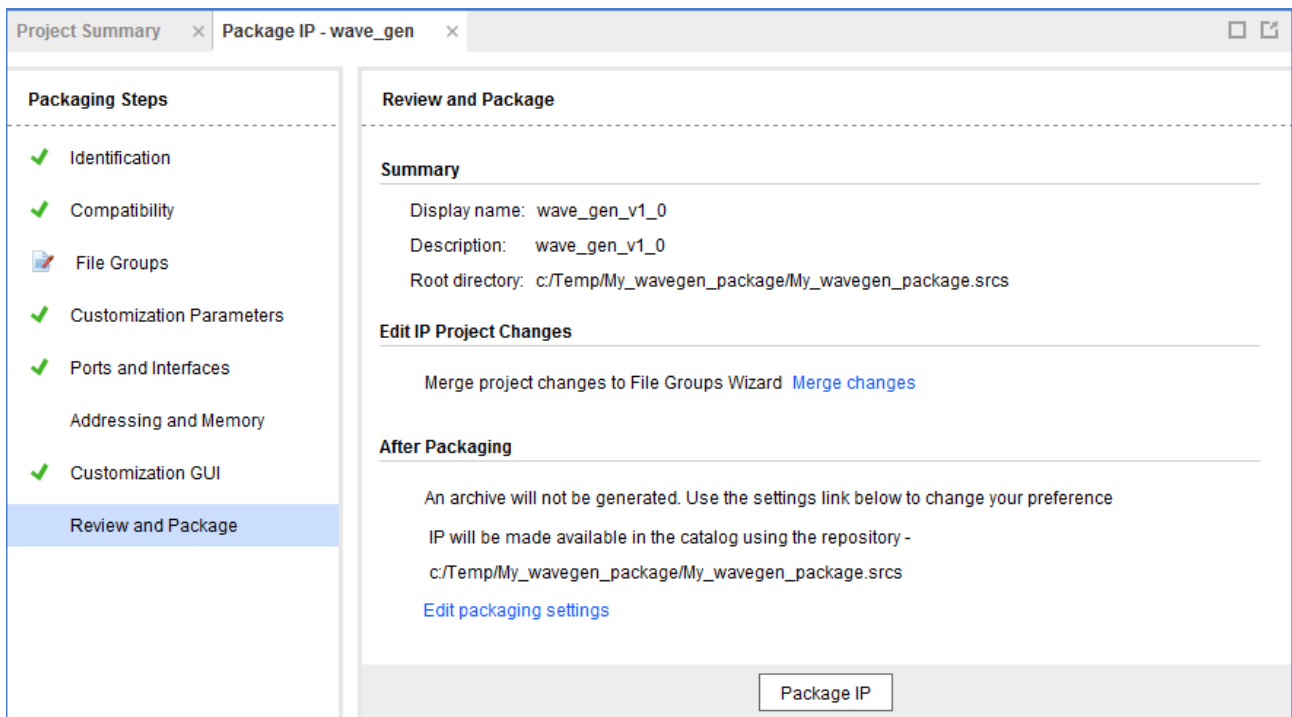 Project Summary
Package IP - wave_gen
Packaging Steps
Identification
Compatibility
File Groups
Customization Parameters
Ports and Interfaces
Addressing and Memory
Customization GUI
Review and Package
Review and Package
Summary
Display name: wave_gen_v1_0
Description: wave_gen_v1_0
Root directory: c:/Temp/My_wavegen_package/My_wavegen_package.srcs
Edit IP Project Changes
Merge project changes to File Groups Wizard Merge changes
After Packaging
An archive will not be generated. Use the settings link below to change your preference
IP will be made available in the catalog using the repository -
c:/Temp/My_wavegen_package/My_wavegen_package.srcs
Edit packaging settings
Package IP